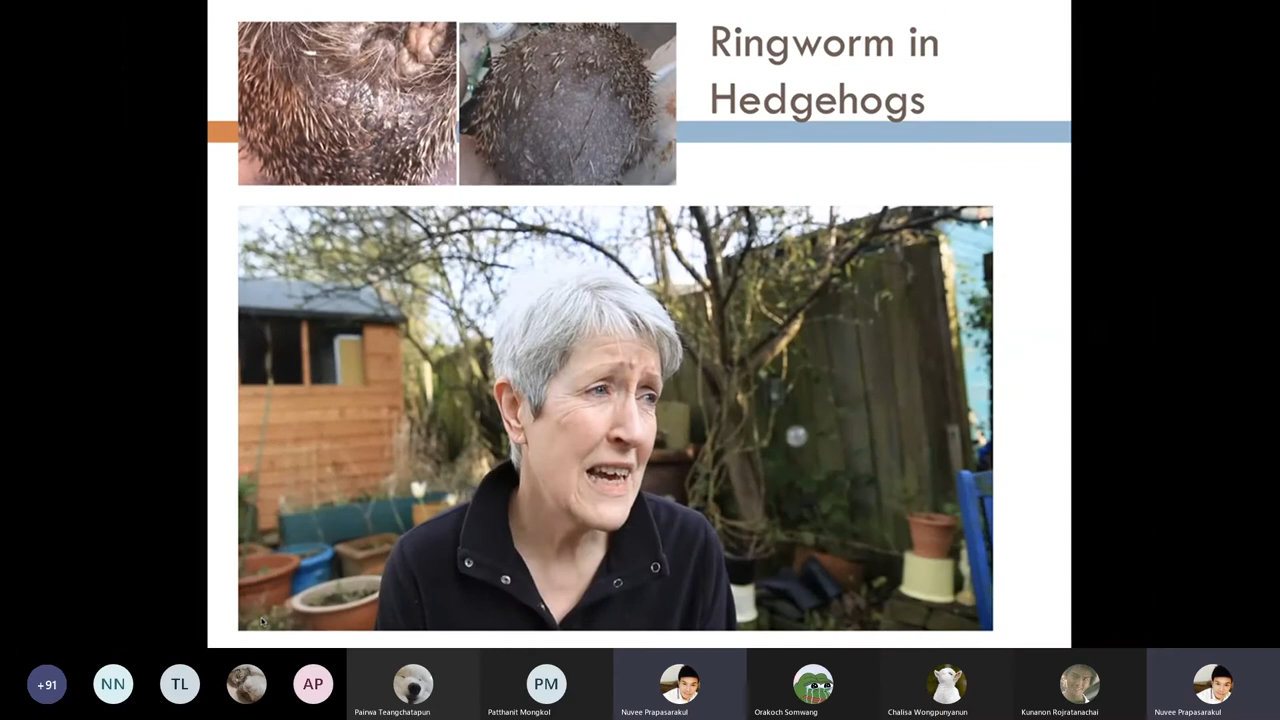 Ringworm in
Hedgehogs
+91
NN
TL
AP
Pairwa Teangchatapun
PM
Patthanit Mongkol
Nuvee Prapasarakul
Orakoch Somwang
Chalisa Wongpunyanun
Kunanon Rojratanachai
Nuvee Prapasarakul